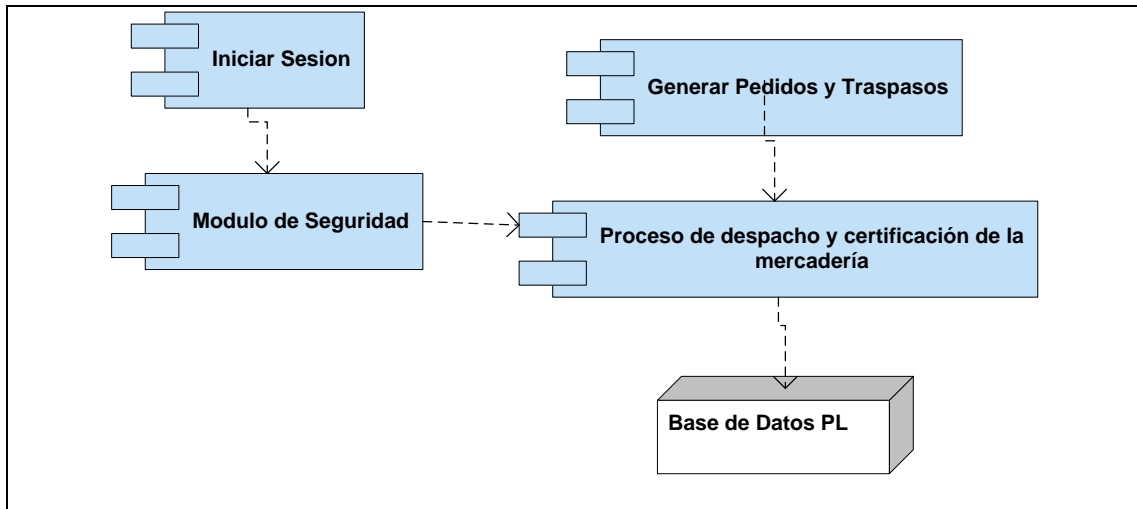 Iniciar Sesion
Generar Pedidos y Traspasos
Modulo de Seguridad
Proceso de despacho y certificación de la
mercadería
Base de Datos PL